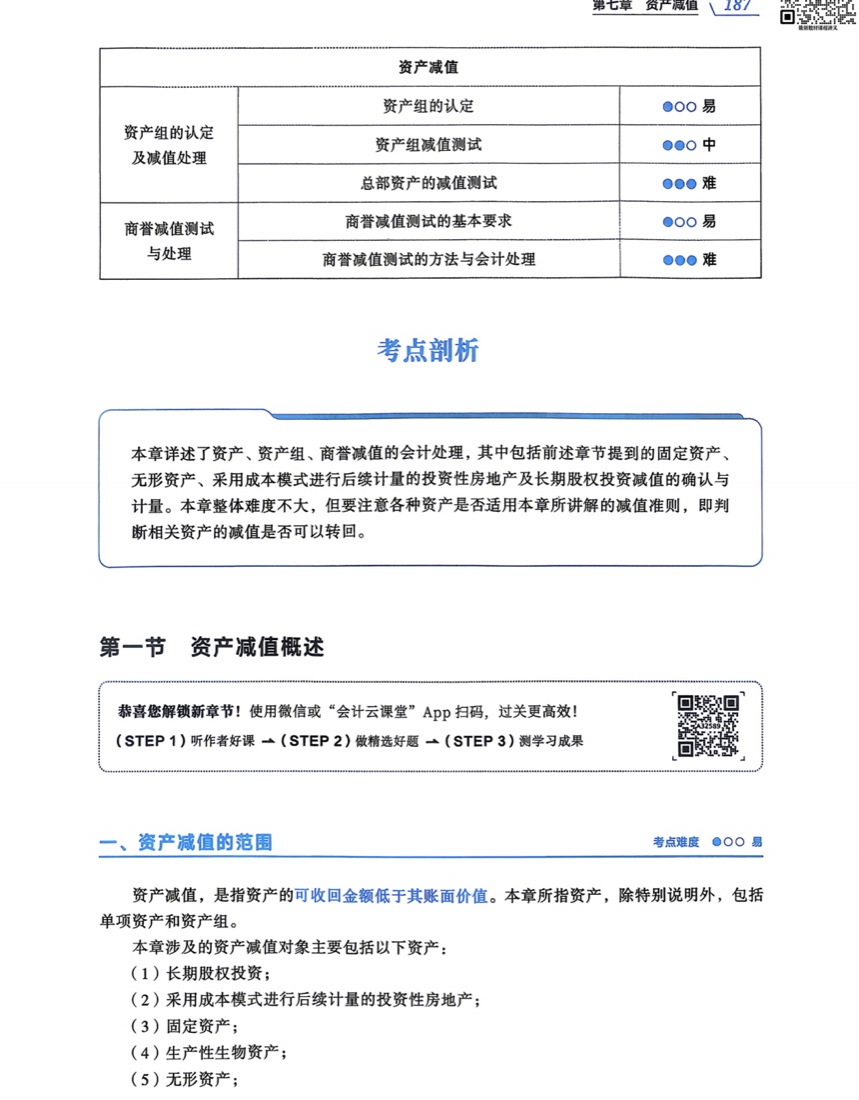 第七章 资产减值 187
资产减值
资产组的认定
及减值处理
资产组的认定 易
资产组减值测试 中
总部资产的减值测试 难
商誉减值测试
与处理
商誉减值测试的基本要求 易
商誉减值测试的方法与会计处理 难
考点剖析
本章详述了资产、资产组、商誉减值的会计处理，其中包括前述章节提到的固定资产、
无形资产、采用成本模式进行后续计量的投资性房地产及长期股权投资减值的确认与
计量。本章整体难度不大，但要注意各种资产是否适用本章所讲解的减值准则，即判
断相关资产的减值是否可以转回。
第一节 资产减值概述
恭喜您解锁新章节！使用微信或“会计云课堂”App 扫码，过关更高效！
（STEP 1）听作者好课 ⇀（STEP 2）做精选好题 ⇀（STEP 3）测学习成果
一、资产减值的范围 考点难度 易
资产减值，是指资产的可收回金额低于其账面价值。本章所指资产，除特别说明外，包括
单项资产和资产组。
本章涉及的资产减值对象主要包括以下资产：
（1）长期股权投资；
（2）采用成本模式进行后续计量的投资性房地产；
（3）固定资产；
（4）生产性生物资产；
（5）无形资产；